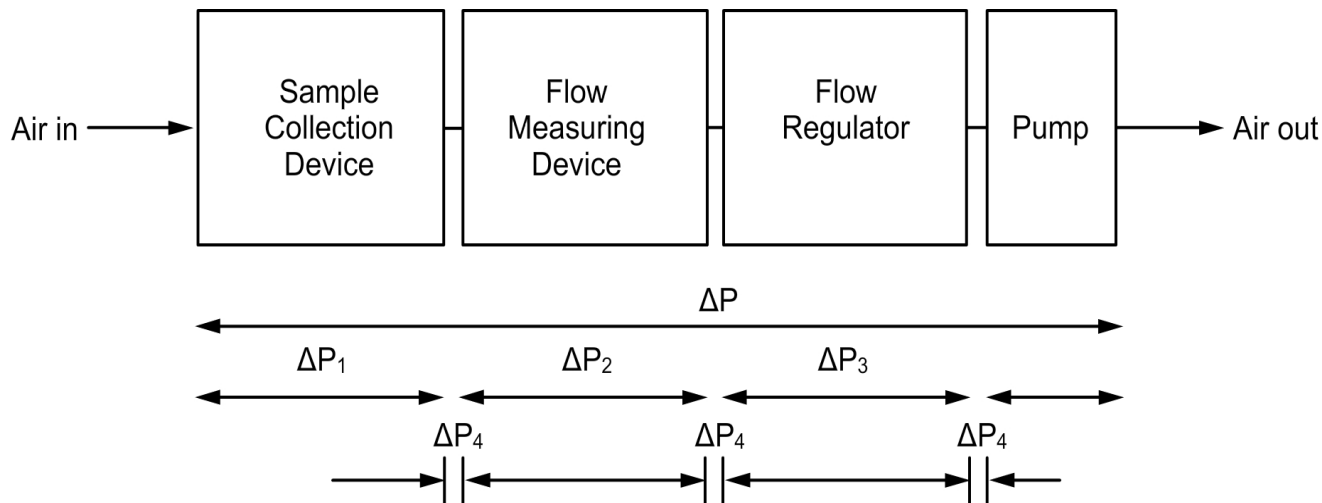 Air in
Sample
Collection
Device
Flow
Measuring
Device
Flow
Regulator
Pump
Air out
ΔP
ΔP₁
ΔP₂
ΔP₃
ΔP₄
ΔP₄
ΔP₄